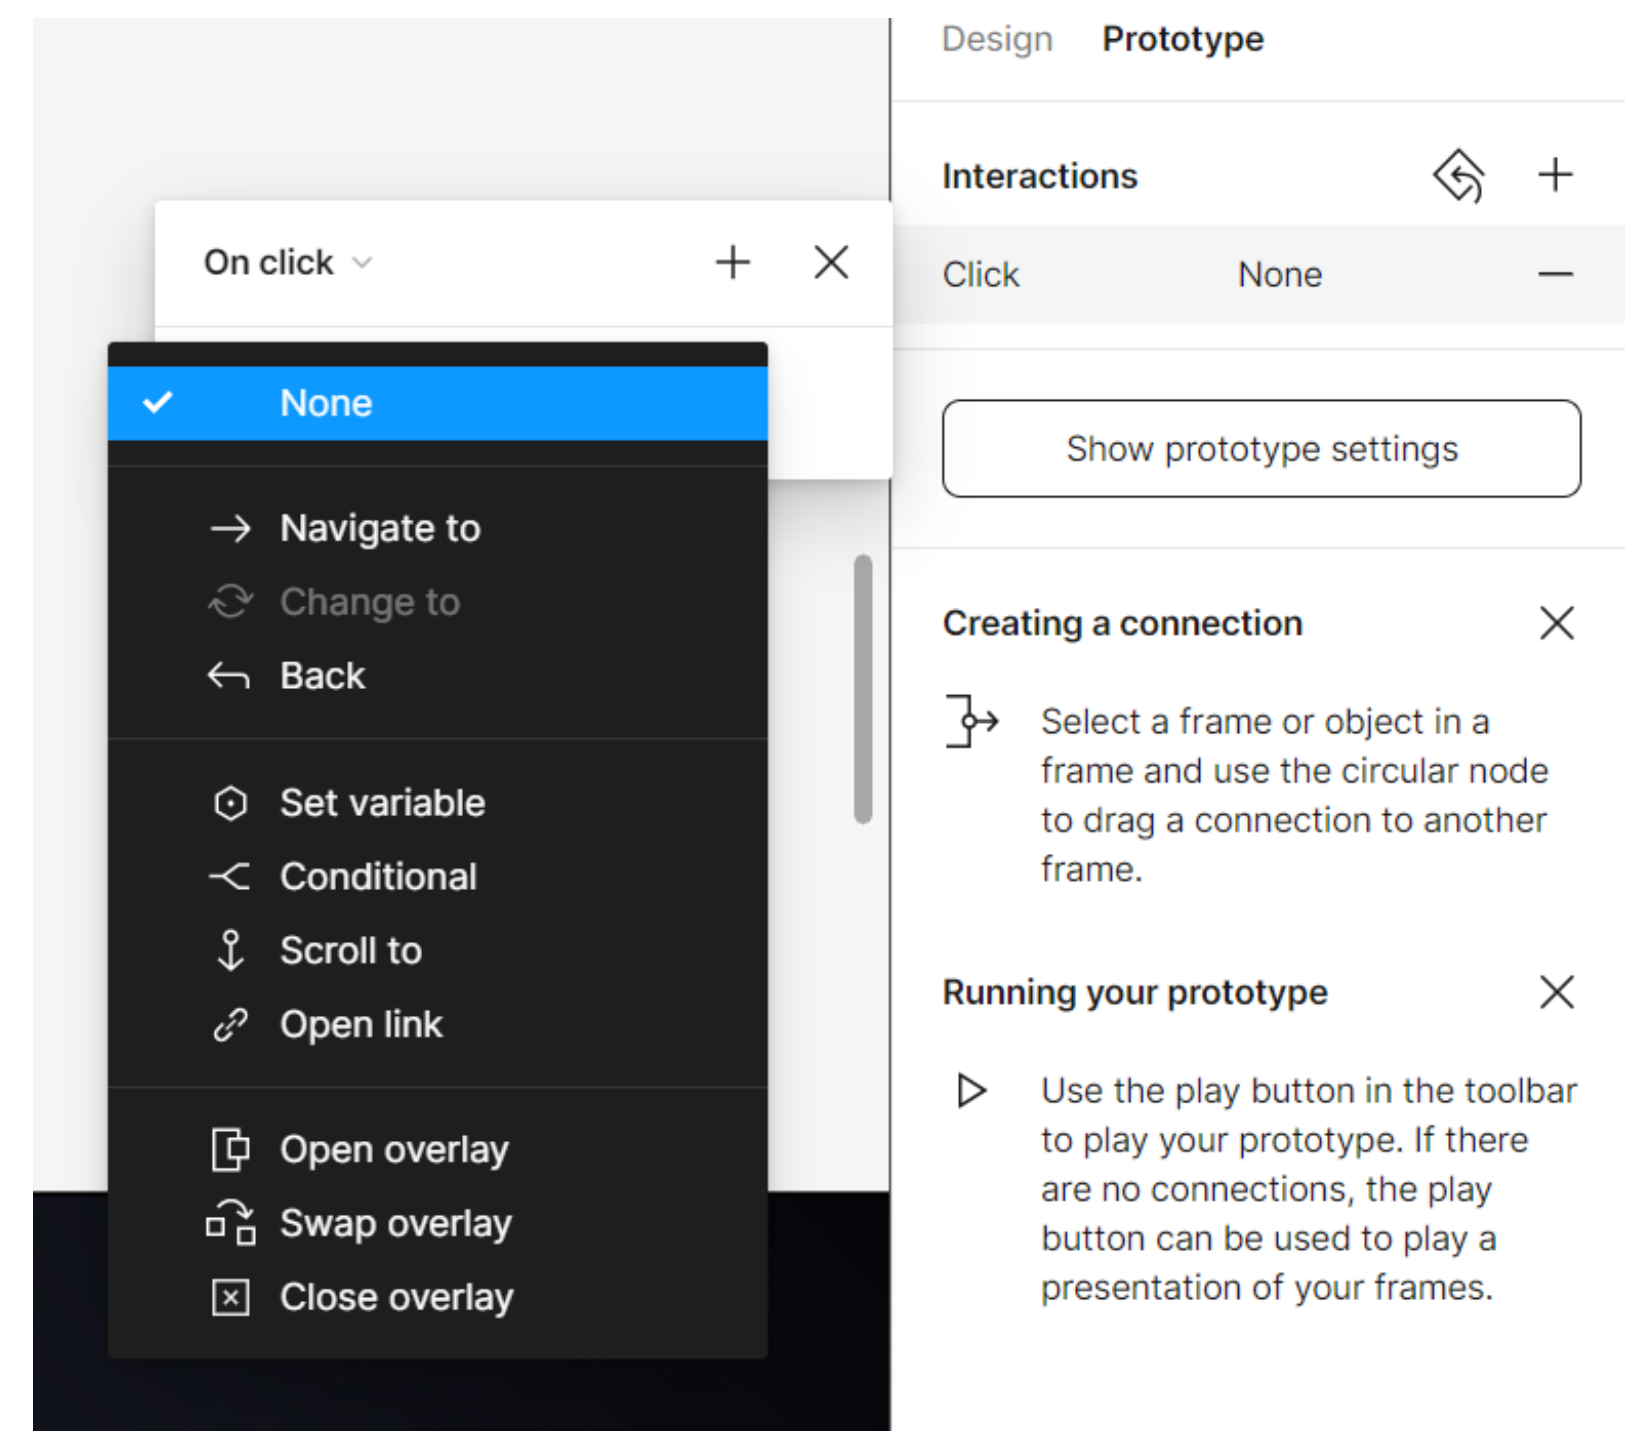 Design Prototype
Interactions
Click None
Show prototype settings
Creating a connection
Select a frame or object in a
frame and use the circular node
to drag a connection to another
frame.
Running your prototype
Use the play button in the toolbar
to play your prototype. If there
are no connections, the play
button can be used to play a
presentation of your frames.
On click
None
Navigate to
Change to
Back
Set variable
Conditional
Scroll to
Open link
Open overlay
Swap overlay
Close overlay